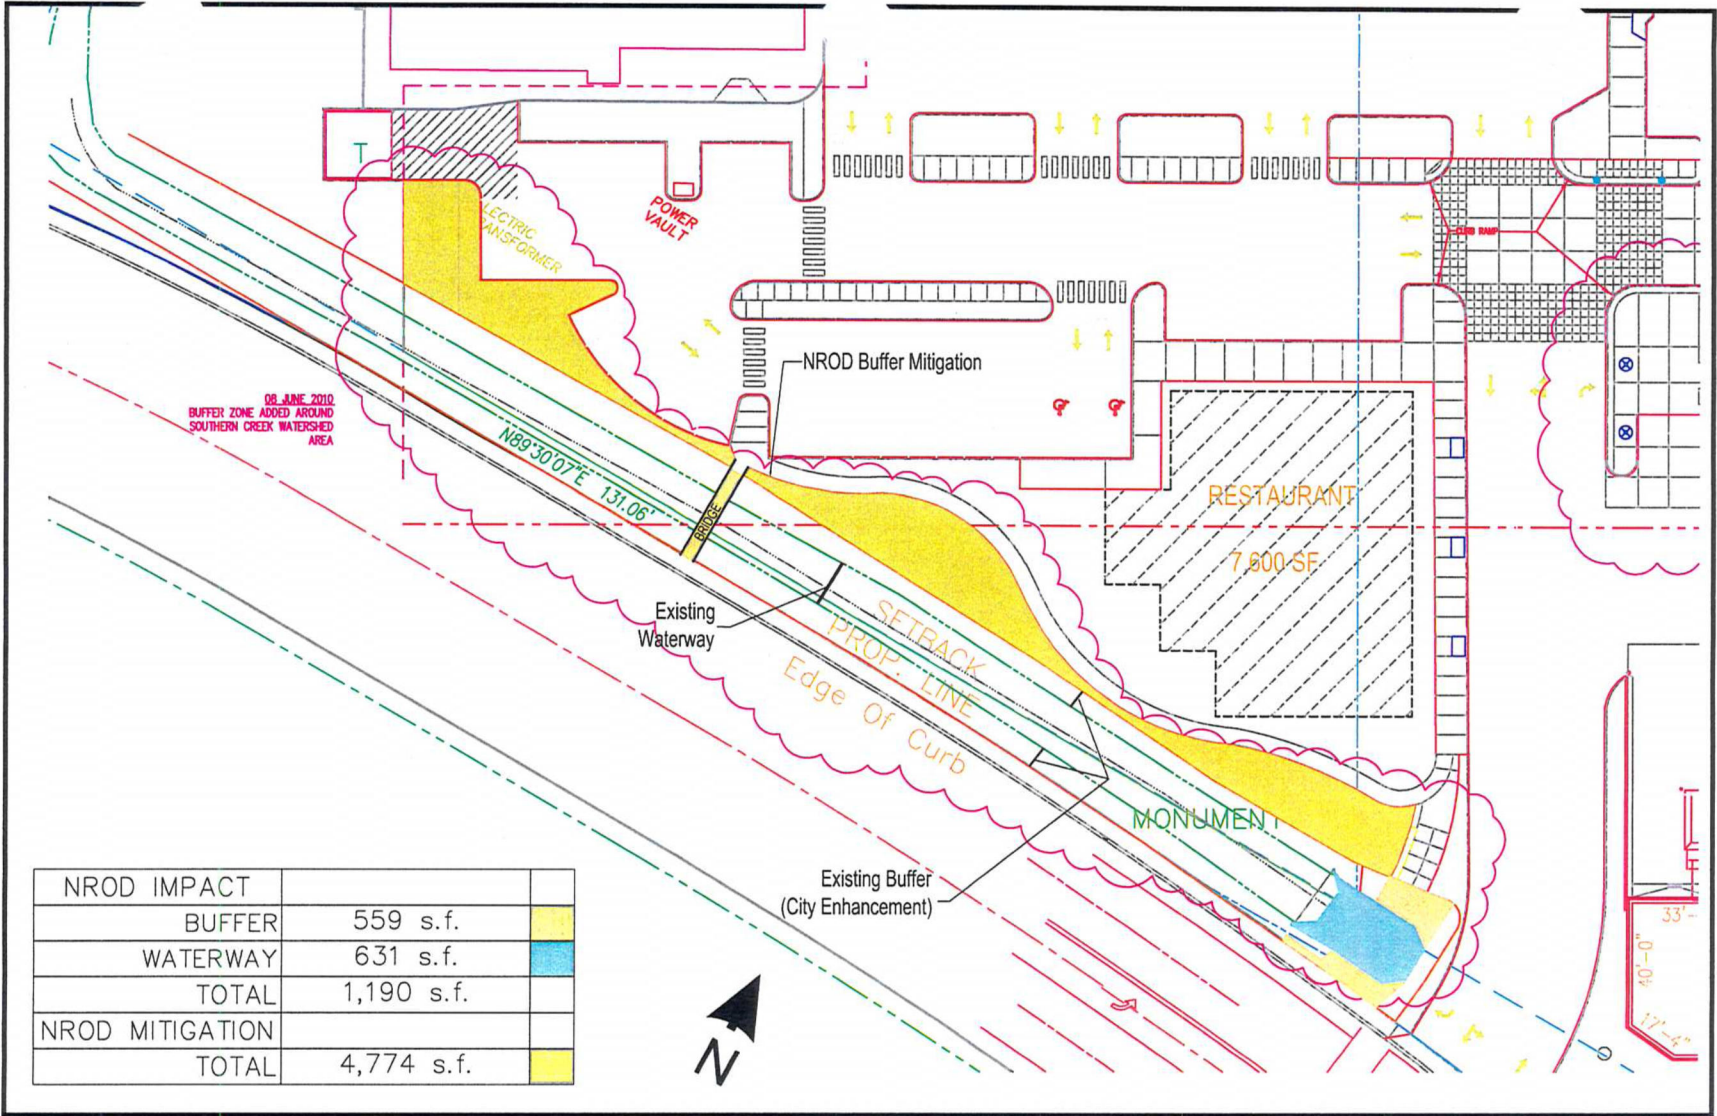 T
ELECTRIC
TRANSFORMER
POWER
VAULT
CURB RAMP
NROD Buffer Mitigation
08 JUNE 2010
BUFFER ZONE ADDED AROUND
SOUTHERN CREEK WATERSHED
AREA
N89°30'07"E 131.06'
BRIDGE
RESTAURANT
7,600 SF
Existing
Waterway
SETBACK
PROP. LINE
Edge Of Curb
MONUMENT
Existing Buffer
(City Enhancement)
33'-
40'-0"
17'-4"
NROD IMPACT
BUFFER 559 s.f.
WATERWAY 631 s.f.
TOTAL 1,190 s.f.
NROD MITIGATION
TOTAL 4,774 s.f.
N